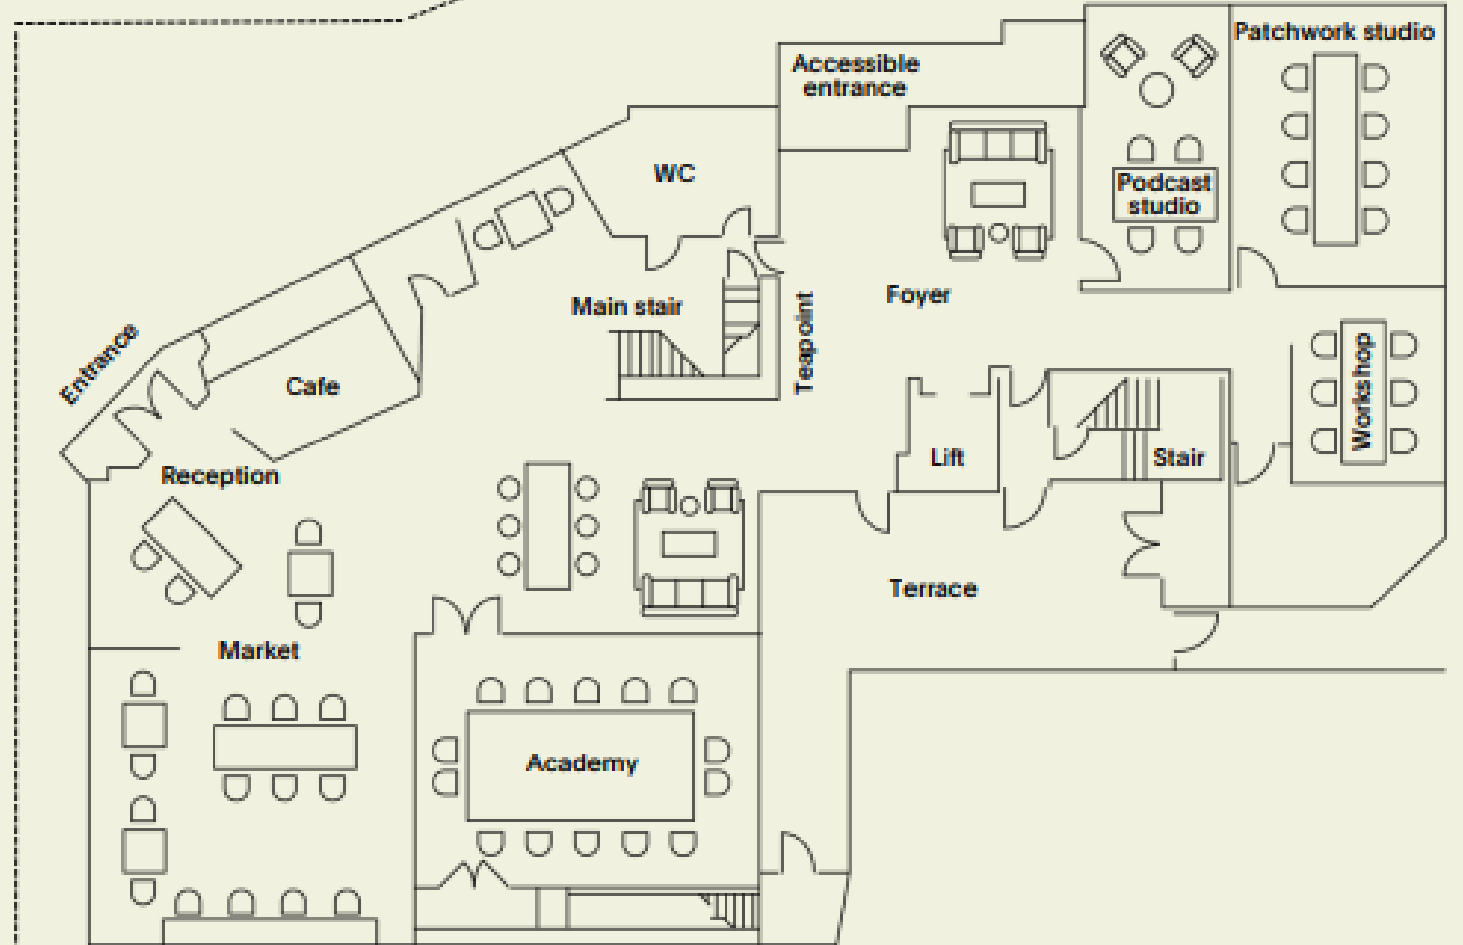 Patchwork studio
Accessible
entrance
WC
Podcast
studio
Foyer
Main stair
Teapoint
Entrance
Cafe
Workshop
Lift
Stair
Reception
Terrace
Market
Academy